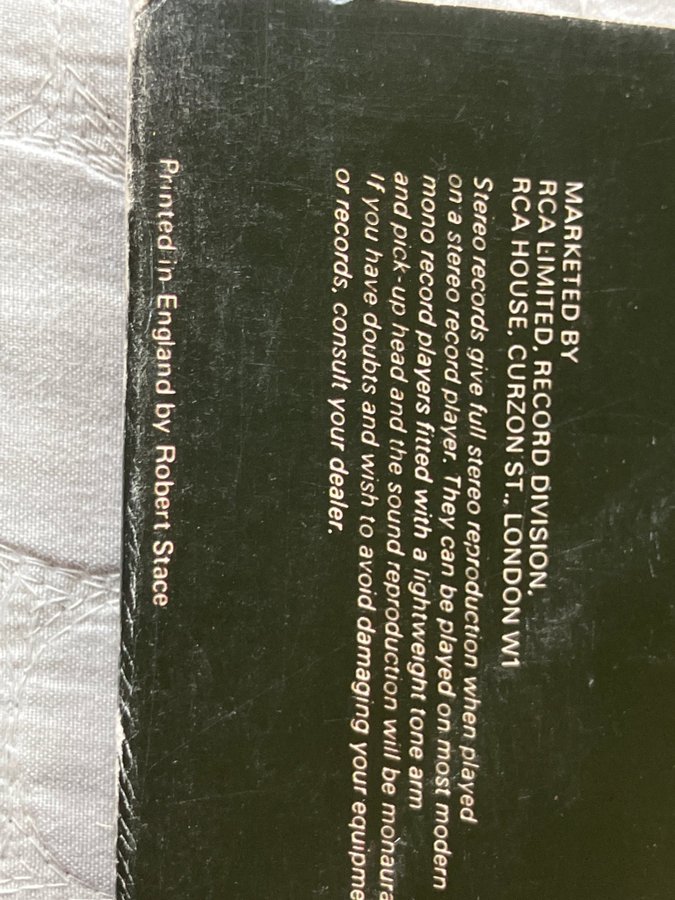 MARKETED BY
RCA LIMITED, RECORD DIVISION,
RCA HOUSE, CURZON ST., LONDON W1
Stereo records give full stereo reproduction when played
on a stereo record player. They can be played on most modern
mono record players fitted with a lightweight tone arm
and pick-up head and the sound reproduction will be monaura
If you have doubts and wish to avoid damaging your equipme
or records, consult your dealer.
Printed in England by Robert Stace